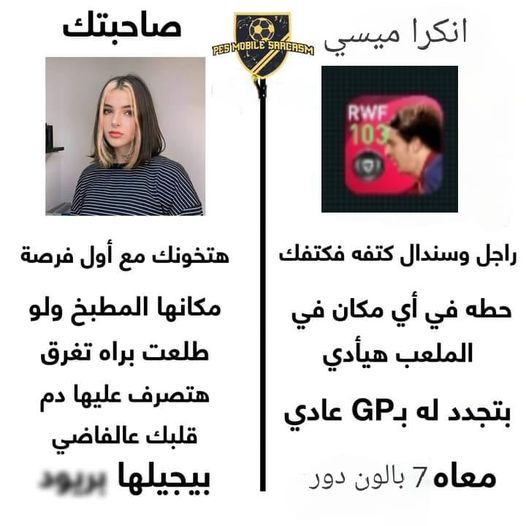 انكرا ميسي
راجل وسندال كتفه فكتفك
حطه في أي مكان في
الملعب هيأدي
بتجدد له بـGP عادي
معاه 7 بالون دور
RWF
103
PES MOBILE SARCASM
صاحبتك
هتخونك مع أول فرصة
مكانها المطبخ ولو
طلعت براه تغرق
هتصرف عليها دم
قلبك عالفاضي
بيجيلها